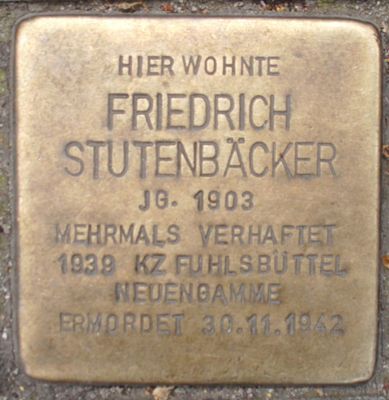 HIER WOHNTE
FRIEDRICH
STUTENBÄCKER
JG. 1903
MEHRMALS VERHAFTET
1939 KZ FUHLSBÜTTEL
NEUENGAMME
ERMORDET 30.11.1942